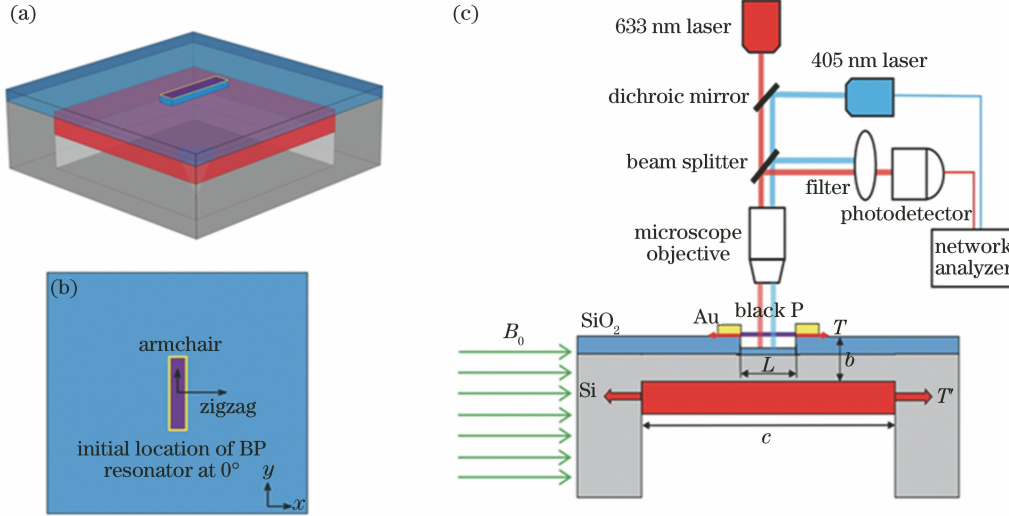 (a)
(b)
armchair
zigzag
initial location of BP
resonator at 0°
y
x
(c)
633 nm laser
405 nm laser
dichroic mirror
beam splitter
filter
photodetector
microscope
objective
network
analyzer
black P
Au
T
SiO₂
B₀
L
b
Si
T'
c